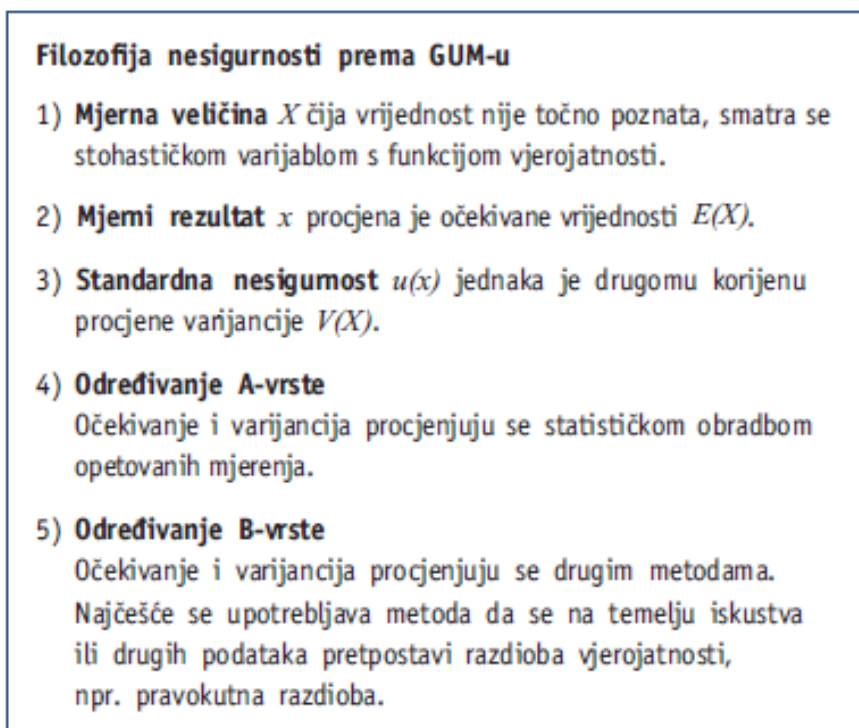 Filozofija nesigurnosti prema GUM-u
1) Mjerna veličina X čija vrijednost nije točno poznata, smatra se
stohastičkom varijablom s funkcijom vjerojatnosti.
2) Mjerni rezultat x procjena je očekivane vrijednosti E(X).
3) Standardna nesigurnost u(x) jednaka je drugomu korijenu
procjene varijancije V(X).
4) Određivanje A-vrste
Očekivanje i varijancija procjenjuju se statističkom obradbom
opetovanih mjerenja.
5) Određivanje B-vrste
Očekivanje i varijancija procjenjuju se drugim metodama.
Najčešće se upotrebljava metoda da se na temelju iskustva
ili drugih podataka pretpostavi razdioba vjerojatnosti,
npr. pravokutna razdioba.